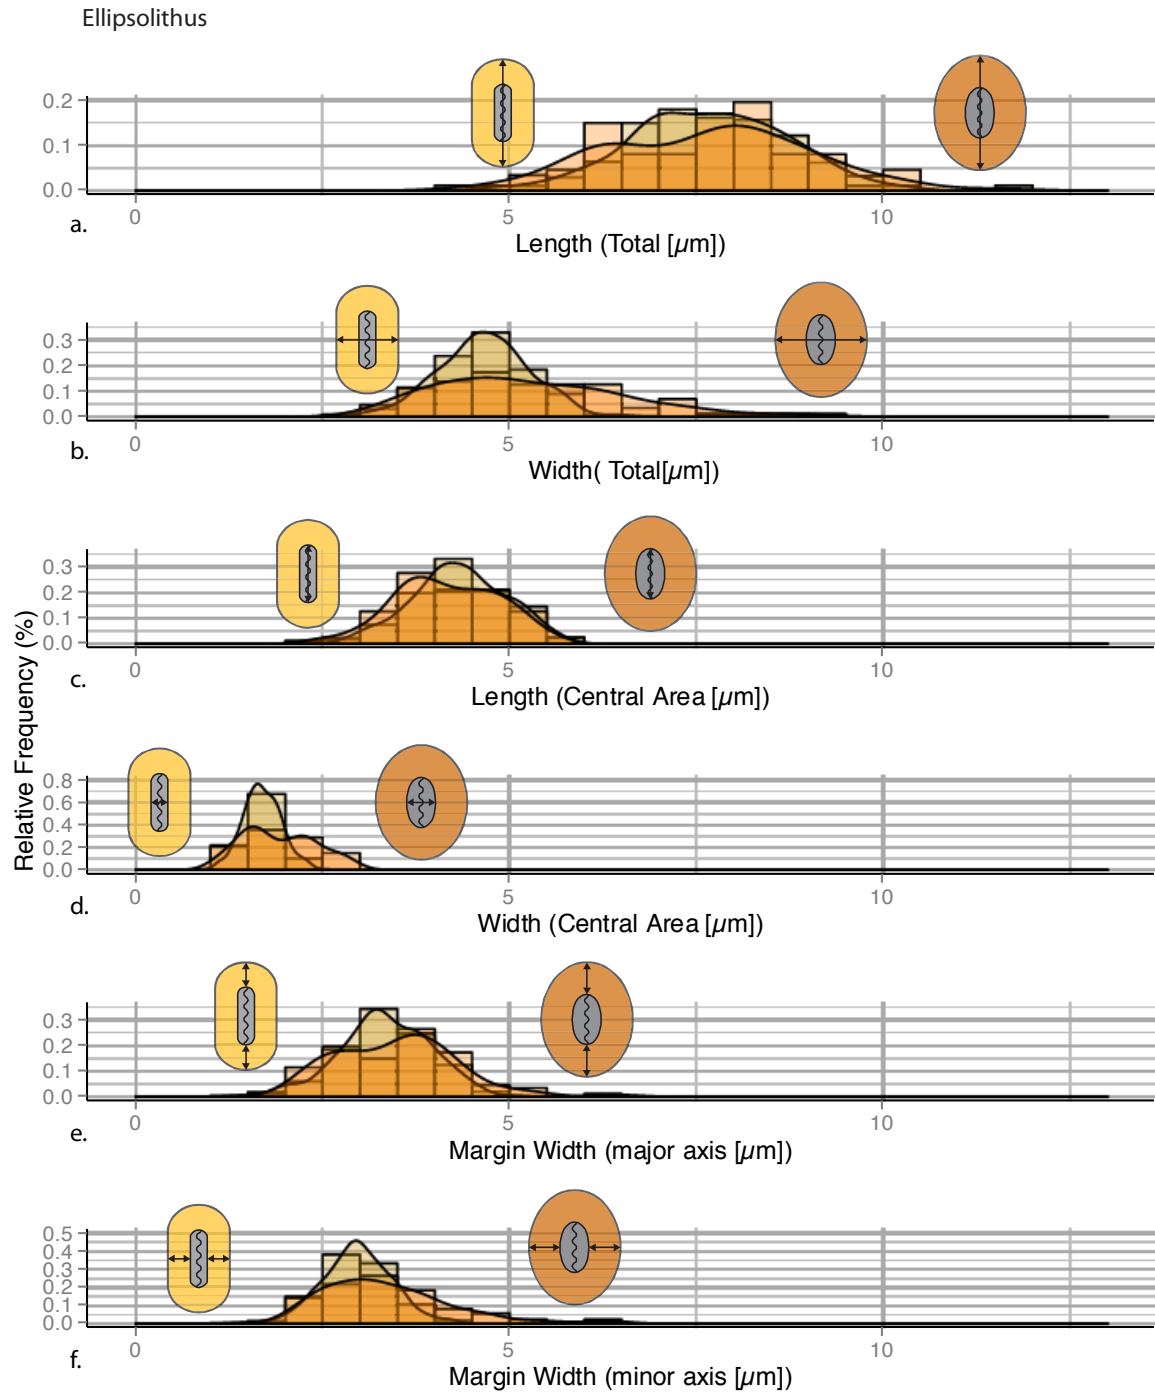 Ellipsolithus
0.2
0.1
0.0
0 5 10
a.
Length (Total [µm])
0.3
0.2
0.1
0.0
0 5 10
b.
Width( Total[µm])
0.3
0.2
0.1
0.0
0 5 10
c.
Length (Central Area [µm])
Relative Frequency (%)
0.8
0.6
0.4
0.2
0.0
0 5 10
d.
Width (Central Area [µm])
0.3
0.2
0.1
0.0
0 5 10
e.
Margin Width (major axis [µm])
0.5
0.4
0.3
0.2
0.1
0.0
0 5 10
f.
Margin Width (minor axis [µm])